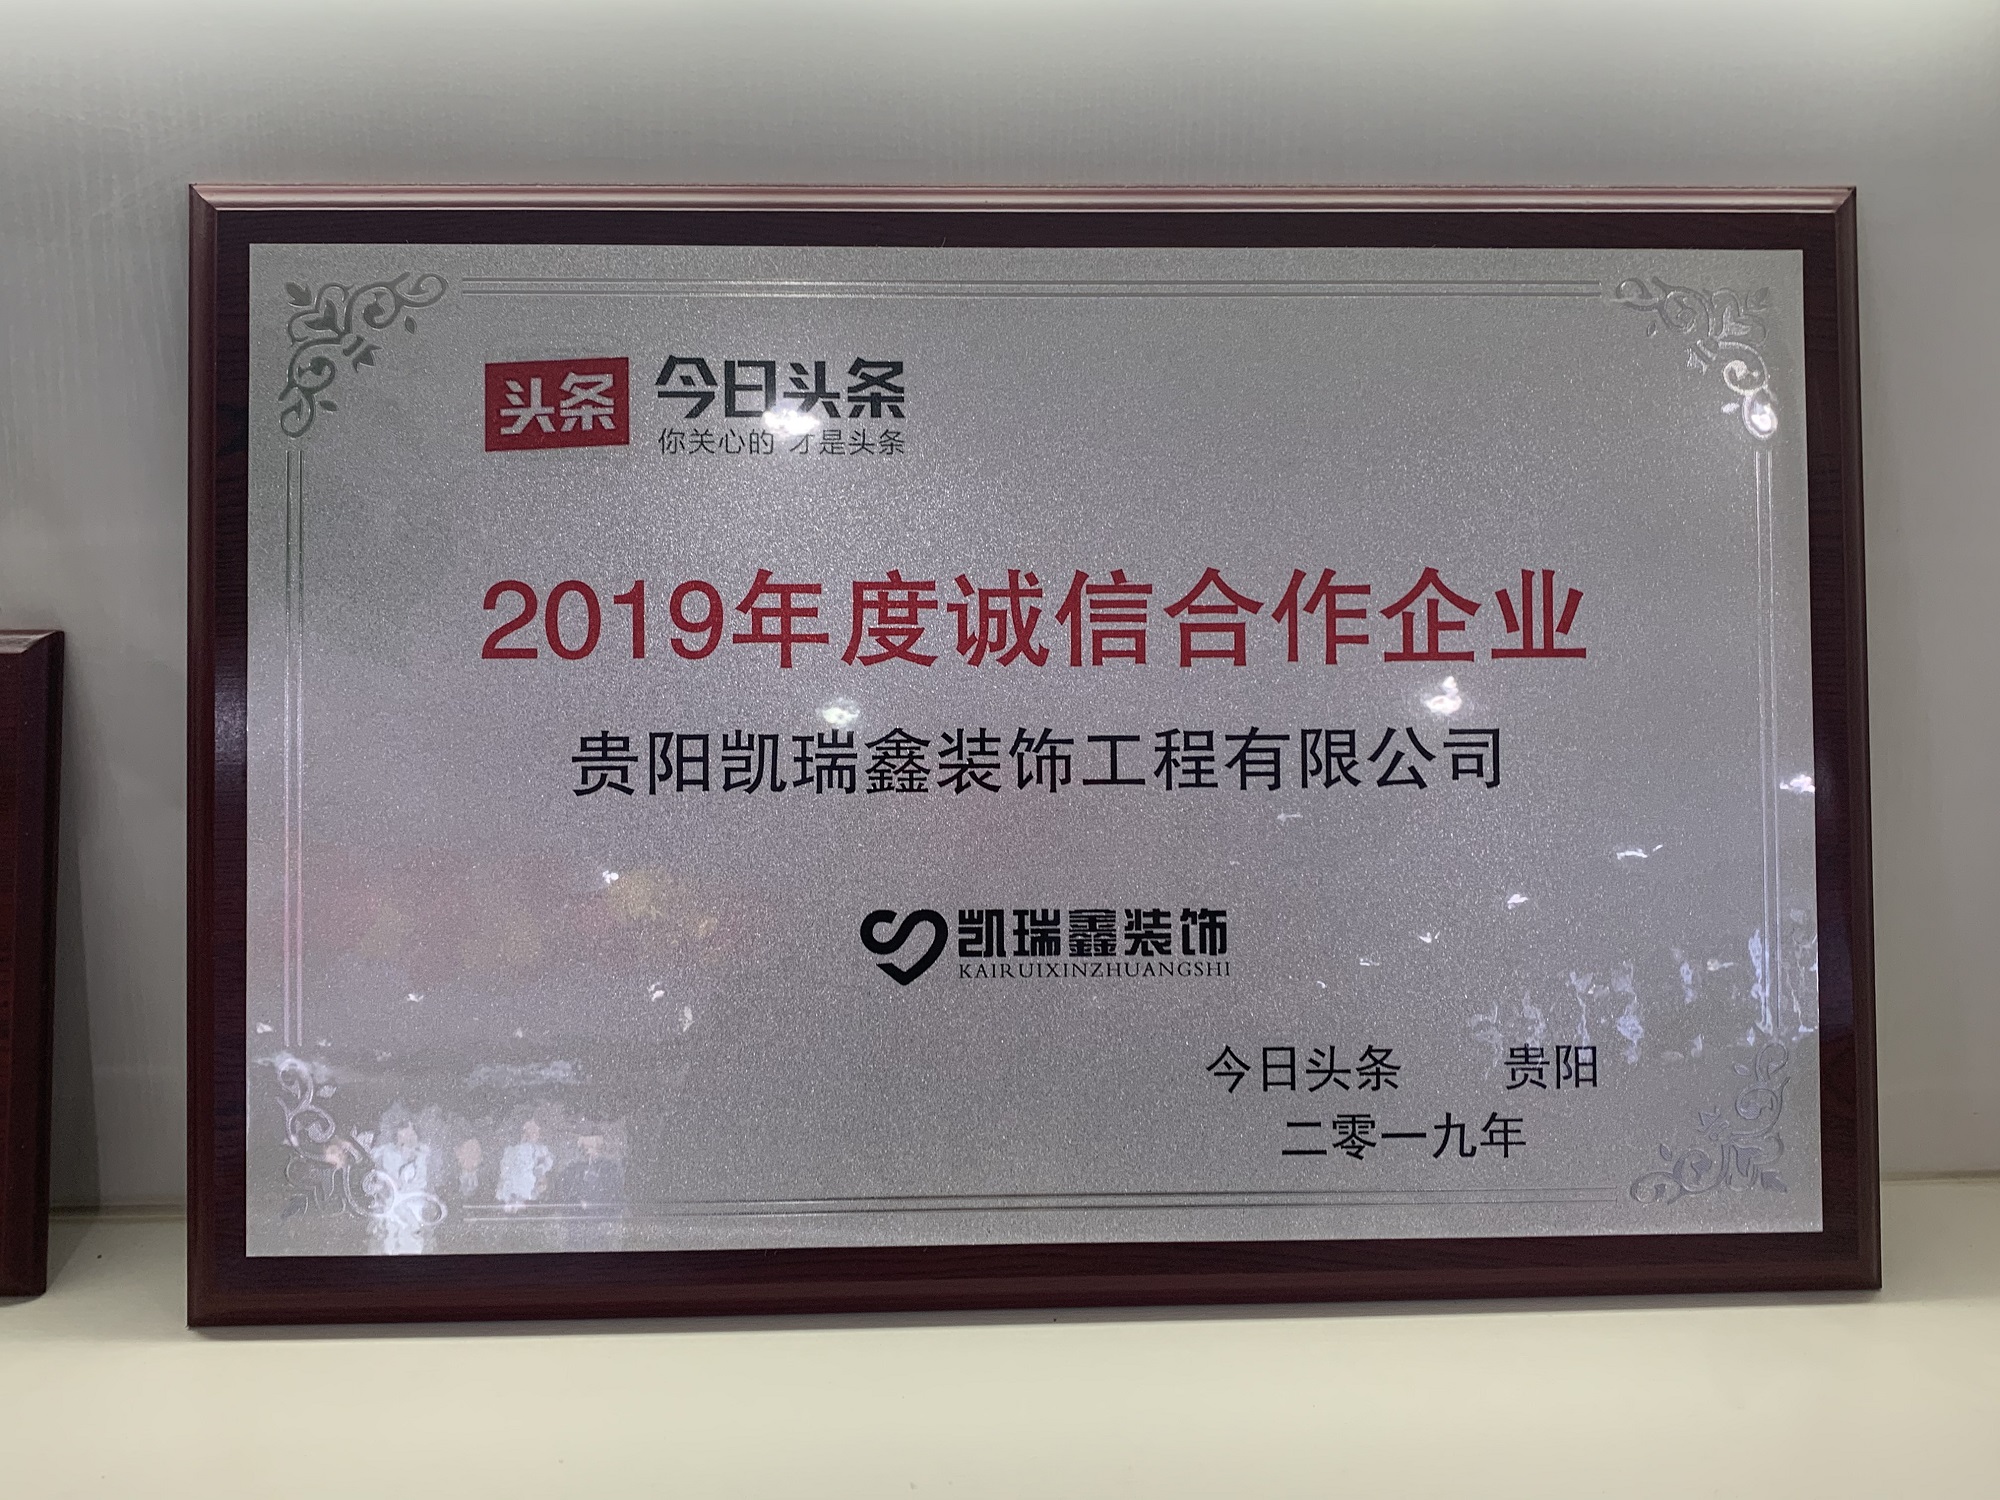 头条 今日头条
你关心的 才是头条
2019年度诚信合作企业
贵阳凯瑞鑫装饰工程有限公司
凯瑞鑫装饰
KAIRUIXINZHUANGSHI
今日头条 贵阳
二零一九年